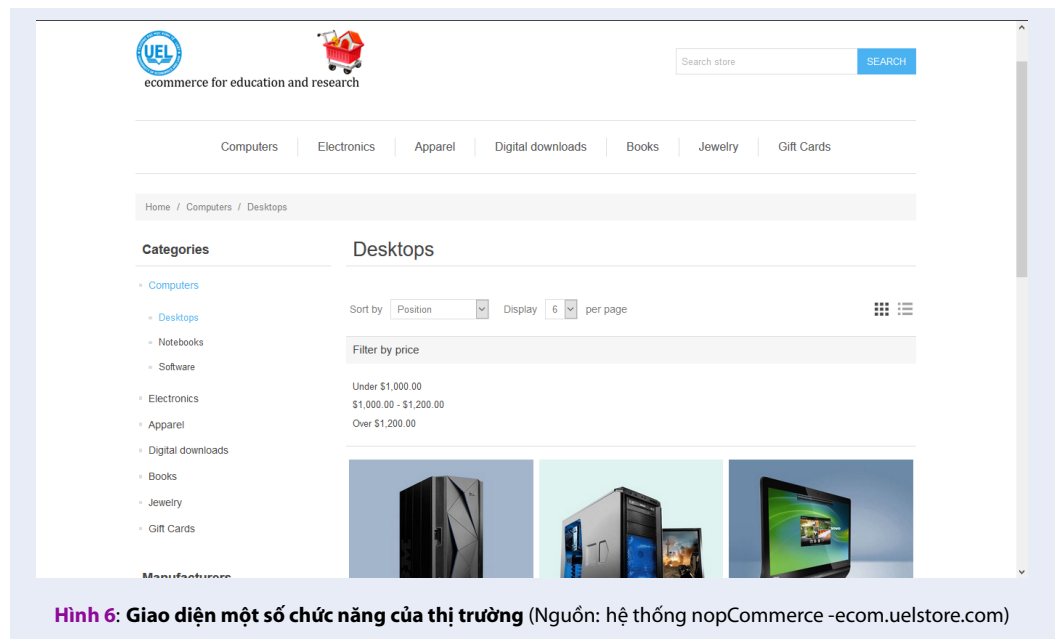 UEL
ecommerce for education and research
Search store
SEARCH
Computers
Electronics
Apparel
Digital downloads
Books
Jewelry
Gift Cards
Home / Computers / Desktops
Categories
Computers
Desktops
Notebooks
Software
Electronics
Apparel
Digital downloads
Books
Jewelry
Gift Cards
Manufacturers
Desktops
Sort by Position Display 6 per page
Filter by price
Under $1,000.00
$1,000.00 - $1,200.00
Over $1,200.00
Hình 6: Giao diện một số chức năng của thị trường (Nguồn: hệ thống nopCommerce -ecom.uelstore.com)